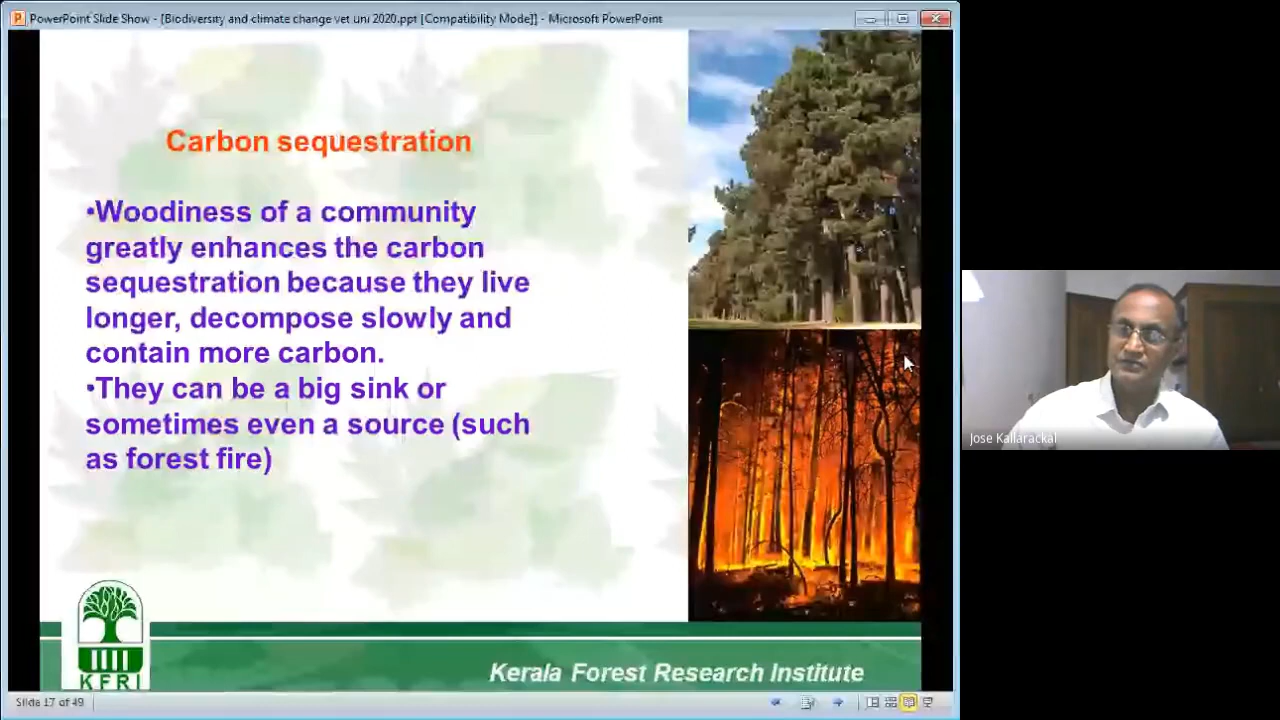 PowerPoint Slide Show - [Biodiversity and climate change vet uni 2020.ppt [Compatibility Mode]] - Microsoft PowerPoint
Carbon sequestration
•Woodiness of a community
greatly enhances the carbon
sequestration because they live
longer, decompose slowly and
contain more carbon.
•They can be a big sink or
sometimes even a source (such
as forest fire)
Jose Kallarackal
KFRI
Kerala Forest Research Institute
Slide 17 of 49